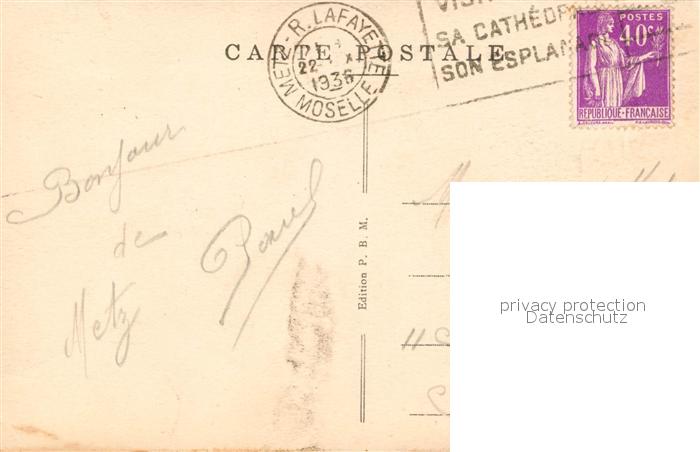 CARTE POSTALE
METZ - R. LAFAYETTE
22
1936
MOSELLE
SA CATHÉD
SON ESPLANA
POSTES
40c
REPUBLIQUE-FRANÇAISE
Bonjour
de
Metz
Edition P. B. M.
privacy protection
Datenschutz